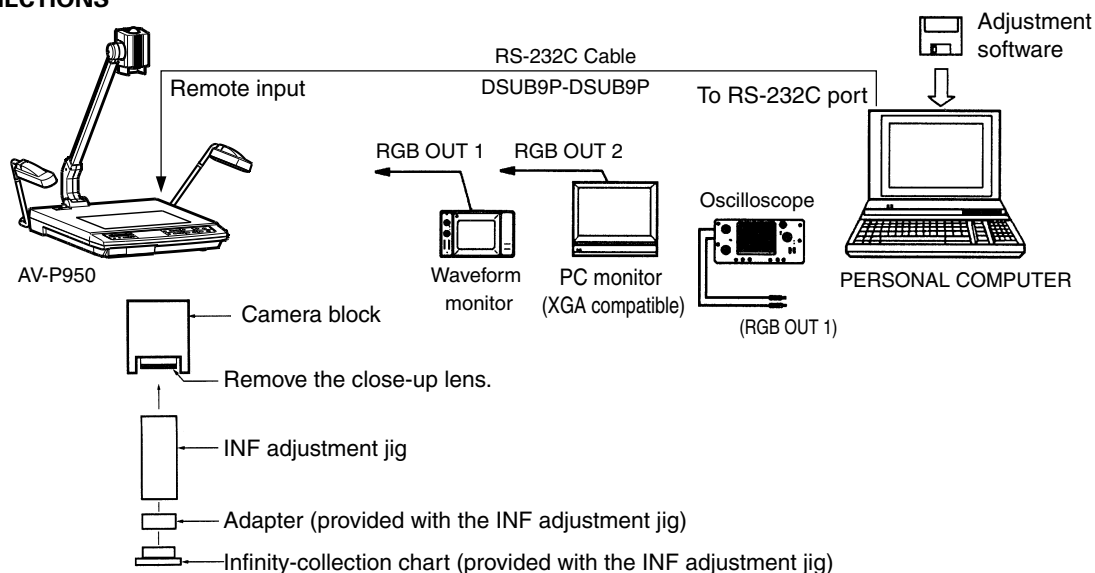 Adjustment
software
RS-232C Cable
DSUB9P-DSUB9P
Remote input
To RS-232C port
RGB OUT 1
RGB OUT 2
Oscilloscope
AV-P950
Waveform
monitor
PC monitor
(XGA compatible)
(RGB OUT 1)
PERSONAL COMPUTER
Camera block
Remove the close-up lens.
INF adjustment jig
Adapter (provided with the INF adjustment jig)
Infinity-collection chart (provided with the INF adjustment jig)